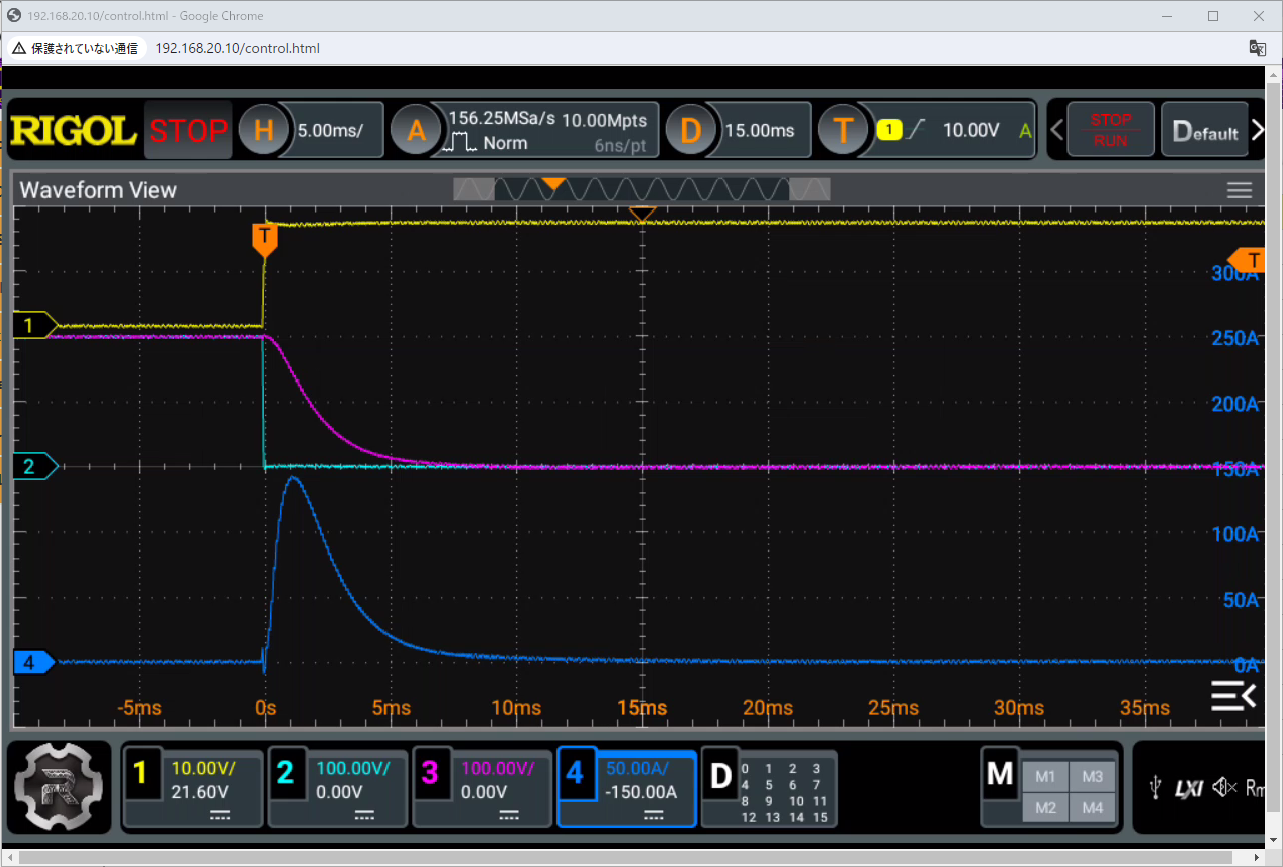 192.168.20.10/control.html - Google Chrome
保護されていない通信 192.168.20.10/control.html
RIGOL STOP H 5.00ms/ A 156.25MSa/s 10.00Mpts Norm 6ns/pt D 15.00ms T 1 10.00V A STOP RUN Default
Waveform View
T
T
300A
1
250A
200A
2
150A
100A
50A
4
0A
-5ms 0s 5ms 10ms 15ms 20ms 25ms 30ms 35ms
1 10.00V/ 21.60V
2 100.00V/ 0.00V
3 100.00V/ 0.00V
4 50.00A/ -150.00A
D 0 1 2 3
4 5 6 7
8 9 10 11
12 13 14 15
M M1 M3
M2 M4
R
LXI